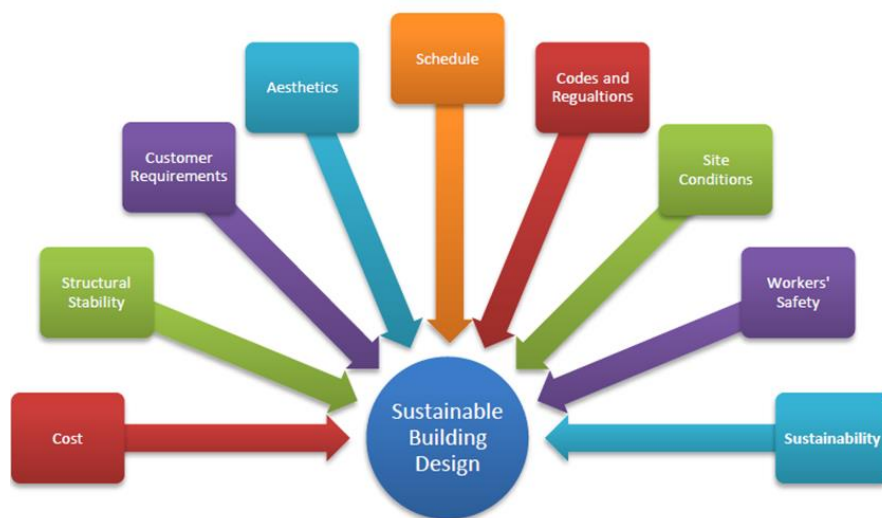 Schedule
Aesthetics
Codes and
Regualtions
Customer
Requirements
Site
Conditions
Structural
Stability
Workers'
Safety
Cost
Sustainable
Building
Design
Sustainability